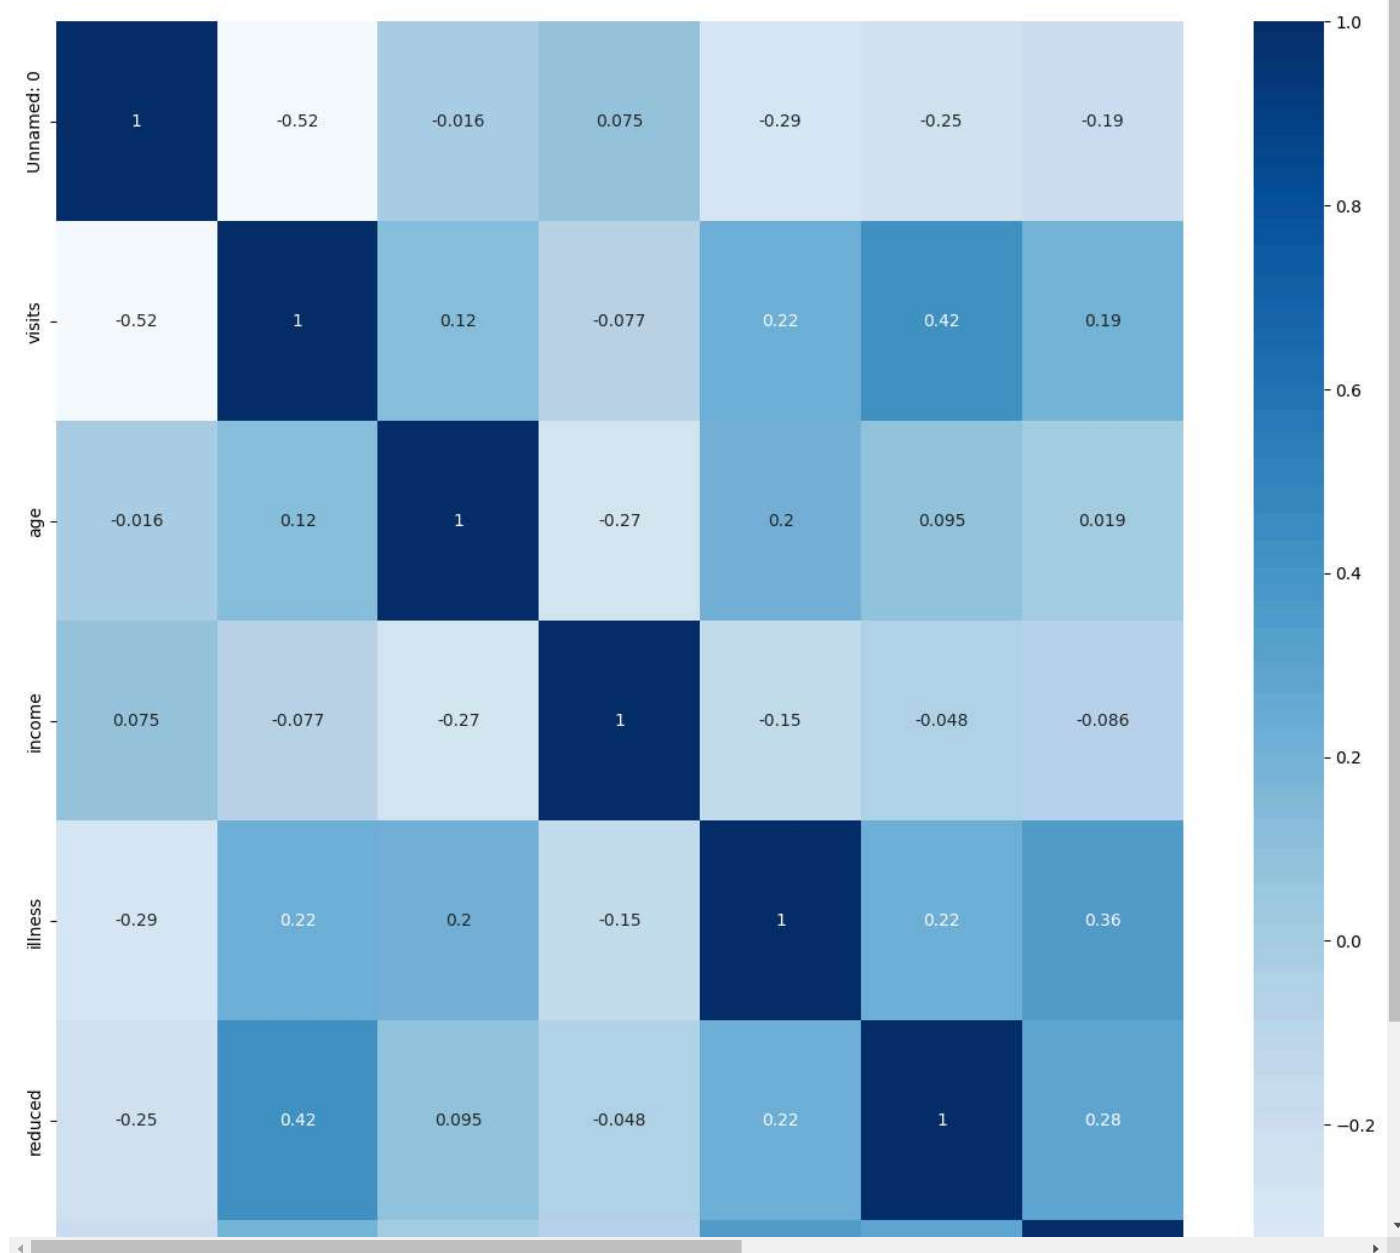 1.0
Unnamed: 0 1 -0.52 -0.016 0.075 -0.29 -0.25 -0.19
0.8
visits -0.52 1 0.12 -0.077 0.22 0.42 0.19
0.6
age -0.016 0.12 1 -0.27 0.2 0.095 0.019
0.4
income 0.075 -0.077 -0.27 1 -0.15 -0.048 -0.086
0.2
illness -0.29 0.22 0.2 -0.15 1 0.22 0.36
0.0
reduced -0.25 0.42 0.095 -0.048 0.22 1 0.28
−0.2